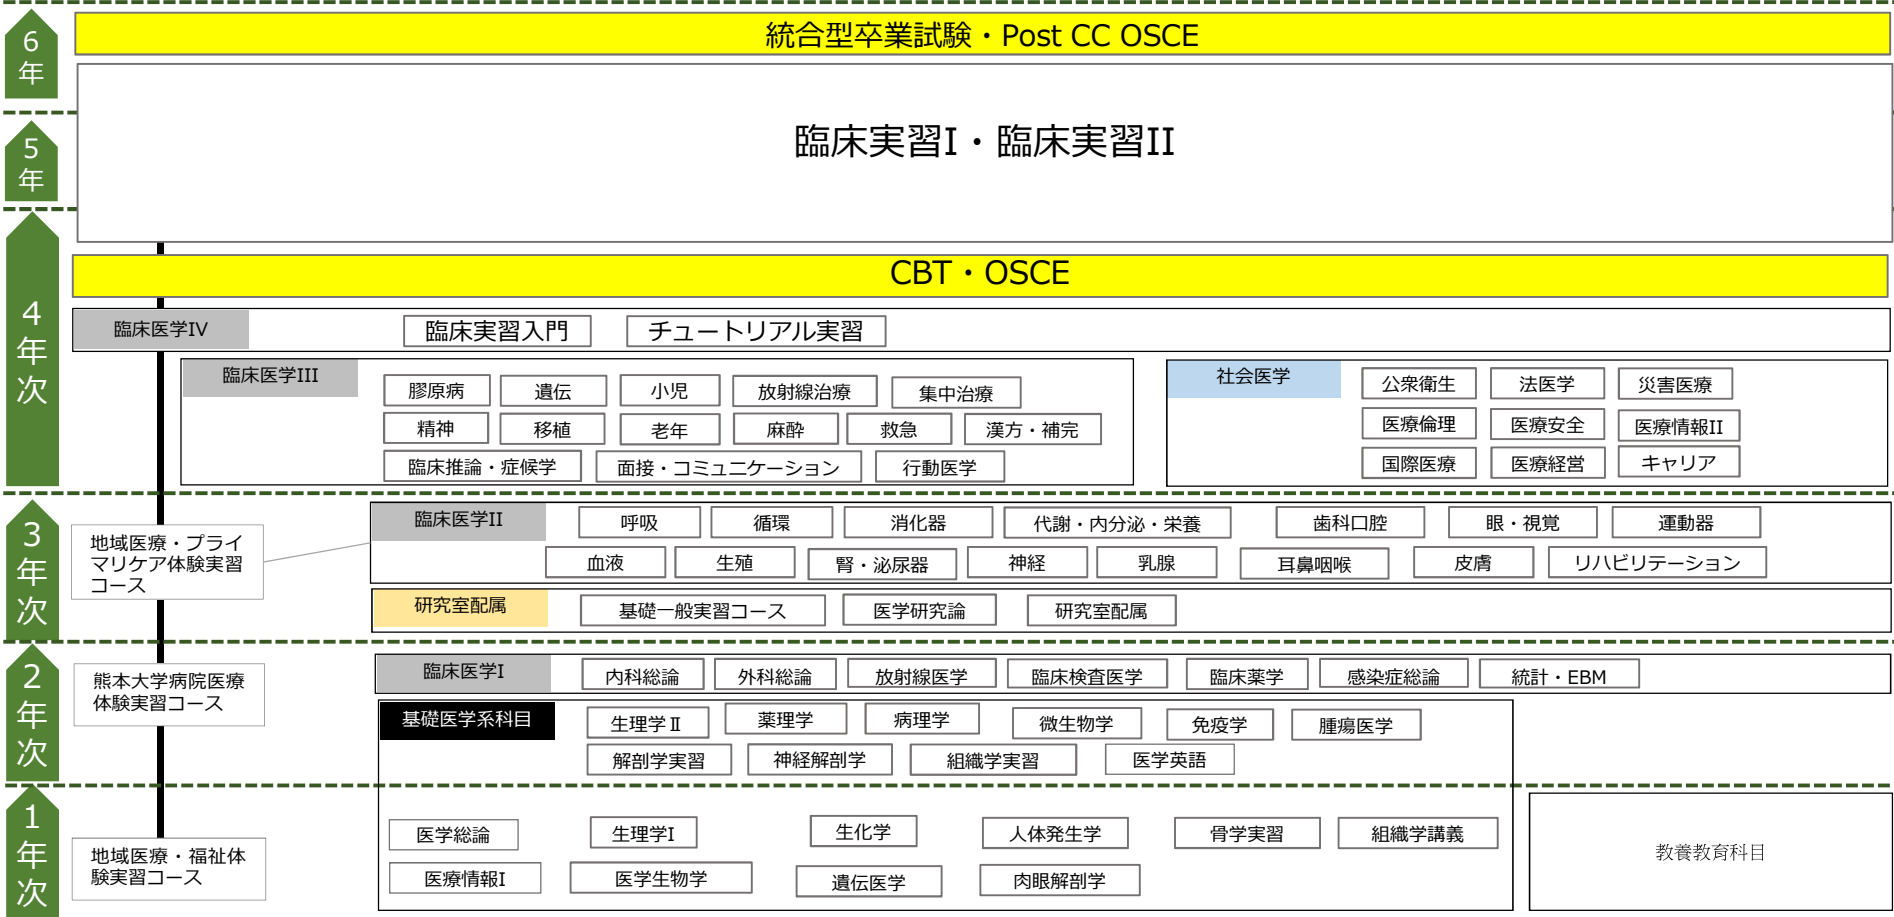 6
年
統合型卒業試験・Post CC OSCE
臨床実習I・臨床実習II
5
年
CBT・OSCE
4
年
次
臨床医学IV
臨床実習入門
チュートリアル実習
臨床医学III
膠原病
遺伝
小児
放射線治療
集中治療
精神
移植
老年
麻酔
救急
漢方・補完
臨床推論・症候学
面接・コミュニケーション
行動医学
社会医学
公衆衛生
法医学
災害医療
医療倫理
医療安全
医療情報II
国際医療
医療経営
キャリア
3
年
次
地域医療・プライ
マリケア体験実習
コース
臨床医学II
呼吸
循環
消化器
代謝・内分泌・栄養
歯科口腔
眼・視覚
運動器
血液
生殖
腎・泌尿器
神経
乳腺
耳鼻咽喉
皮膚
リハビリテーション
研究室配属
基礎一般実習コース
医学研究論
研究室配属
2
年
次
熊本大学病院医療
体験実習コース
臨床医学I
内科総論
外科総論
放射線医学
臨床検査医学
臨床薬学
感染症総論
統計・EBM
基礎医学系科目
生理学Ⅱ
薬理学
病理学
微生物学
免疫学
腫瘍医学
解剖学実習
神経解剖学
組織学実習
医学英語
1
年
次
地域医療・福祉体
験実習コース
医学総論
生理学I
生化学
人体発生学
骨学実習
組織学講義
医療情報I
医学生物学
遺伝医学
肉眼解剖学
教養教育科目